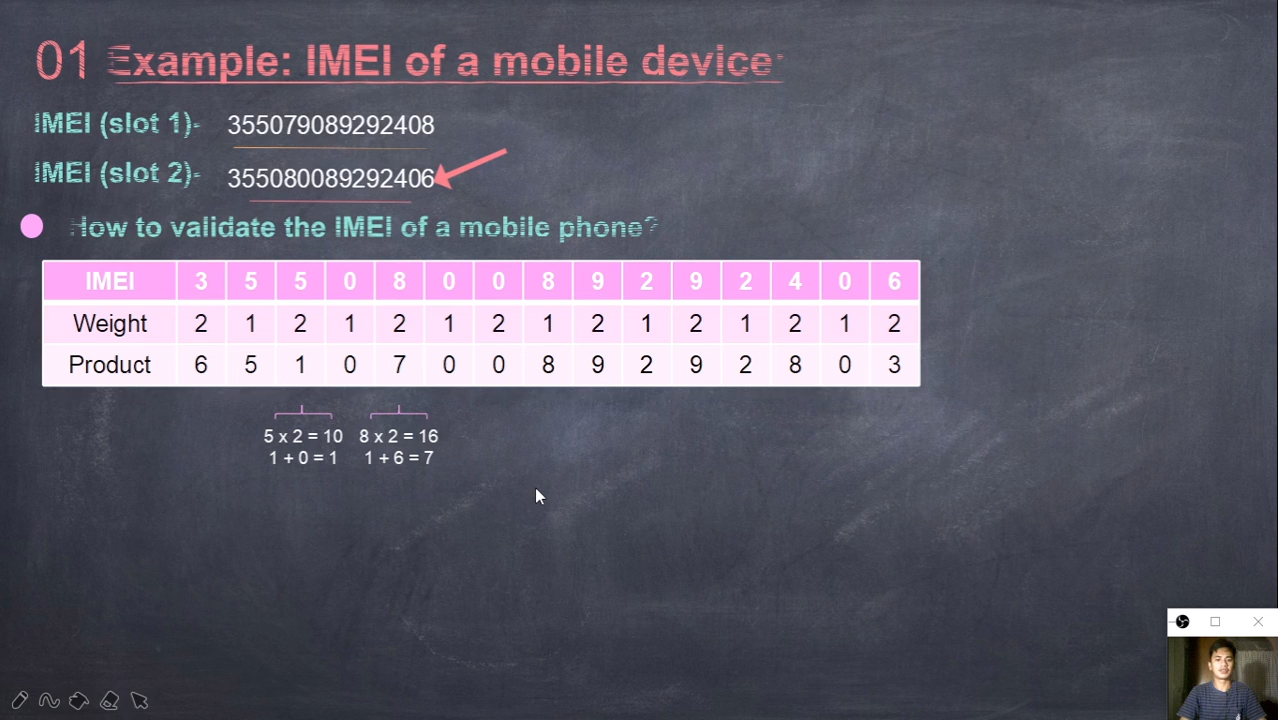 01 Example: IMEI of a mobile device
IMEI (slot 1)- 355079089292408
IMEI (slot 2)- 355080089292406
How to validate the IMEI of a mobile phone?
IMEI 3 5 5 0 8 0 0 8 9 2 9 2 4 0 6
Weight 2 1 2 1 2 1 2 1 2 1 2 1 2 1 2
Product 6 5 1 0 7 0 0 8 9 2 9 2 8 0 3
5 x 2 = 10 8 x 2 = 16
1 + 0 = 1 1 + 6 = 7